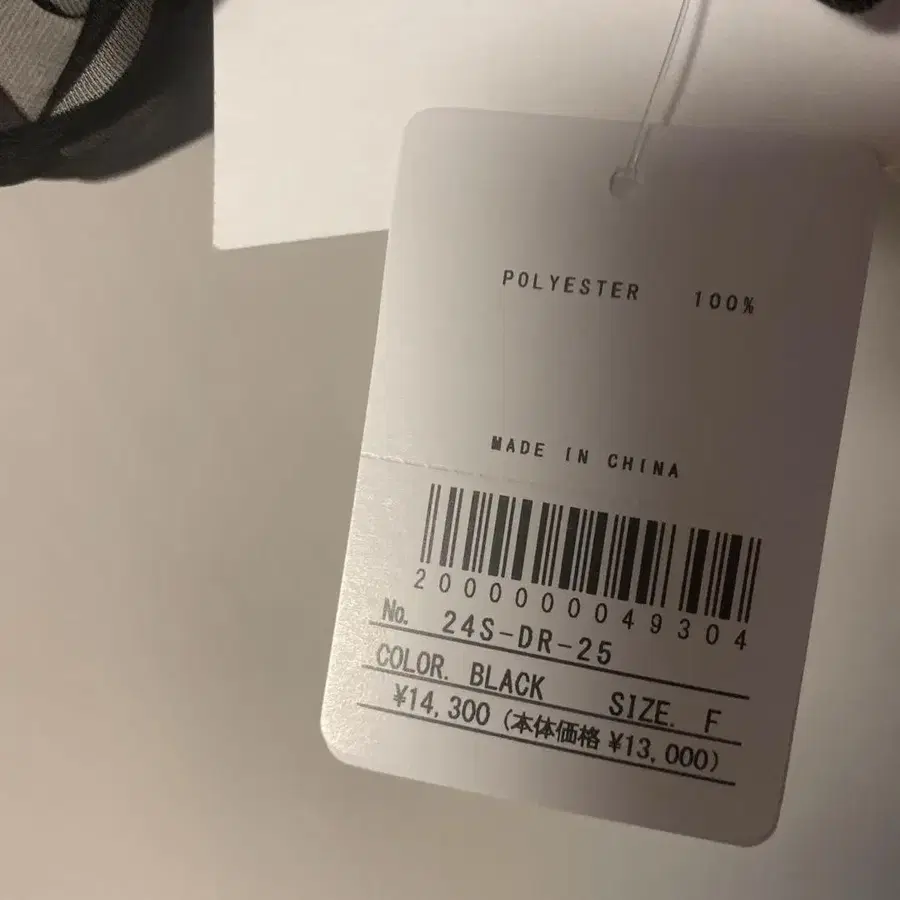 POLYESTER 100%
MADE IN CHINA
2000000049304
No. 24S-DR-25
COLOR. BLACK SIZE. F
¥14,300 (本体価格 ¥13,000)